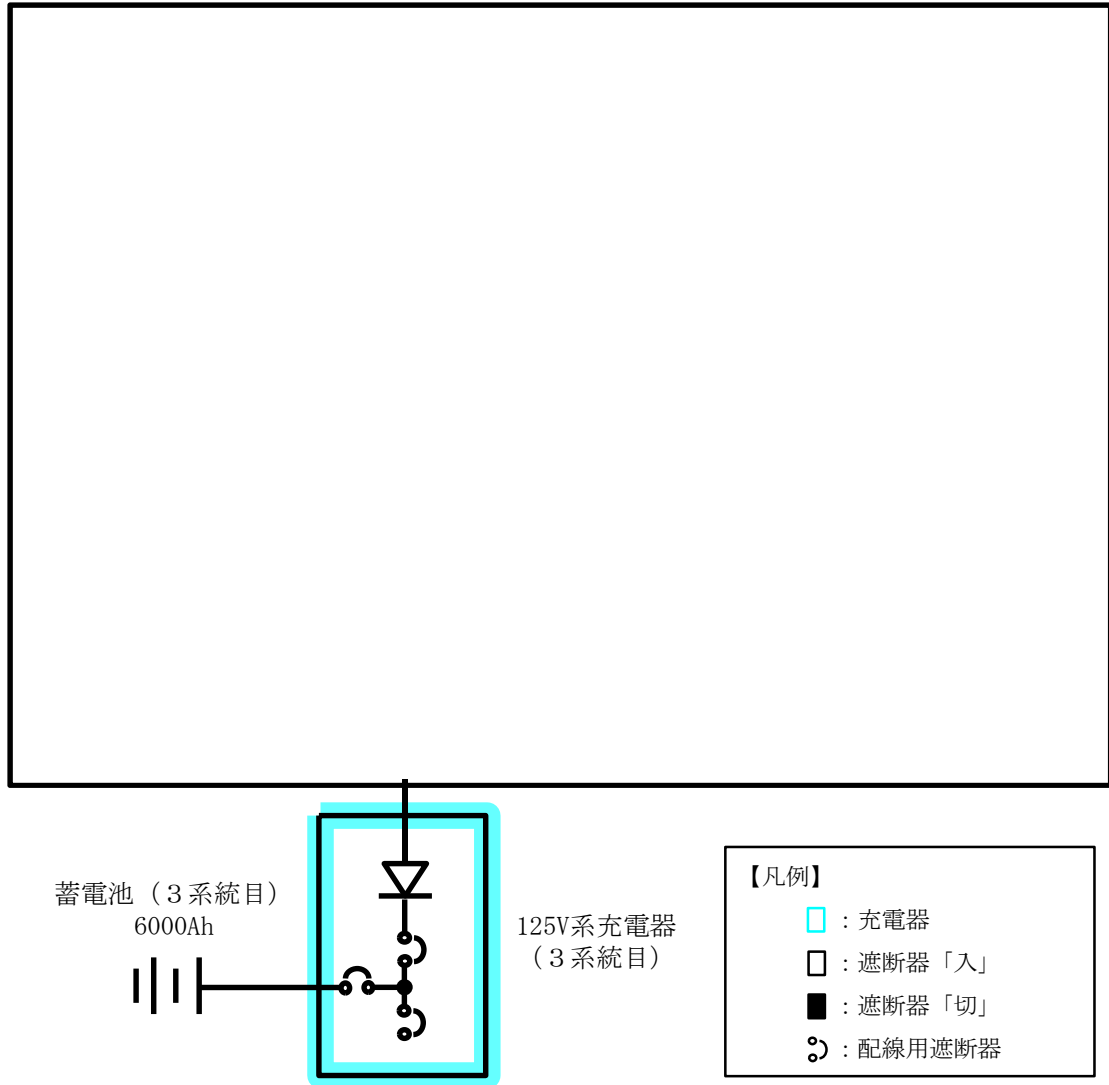 蓄電池（３系統目）
6000Ah
125V系充電器
（３系統目）
【凡例】
：充電器
：遮断器「入」
：遮断器「切」
：配線用遮断器